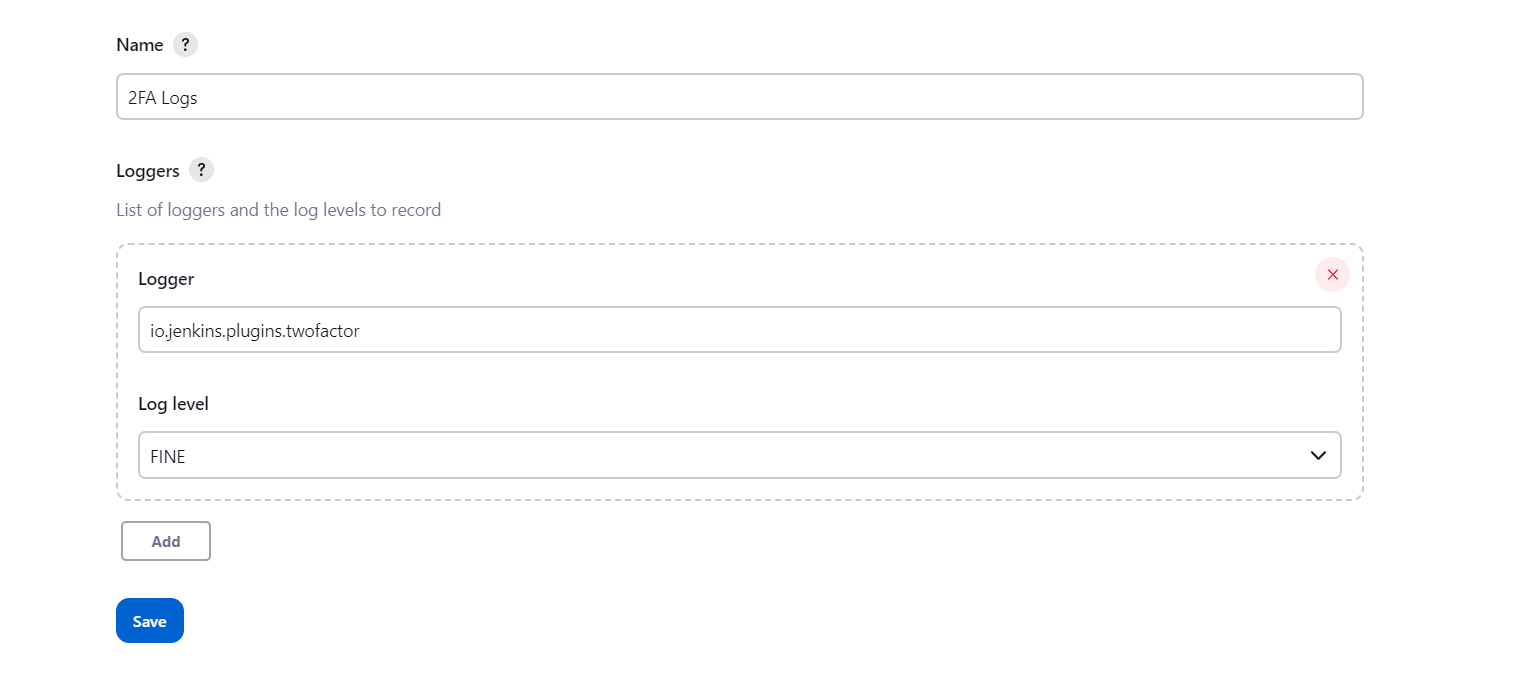 Name ?
2FA Logs
Loggers ?
List of loggers and the log levels to record
Logger
io.jenkins.plugins.twofactor
Log level
FINE
Add
Save